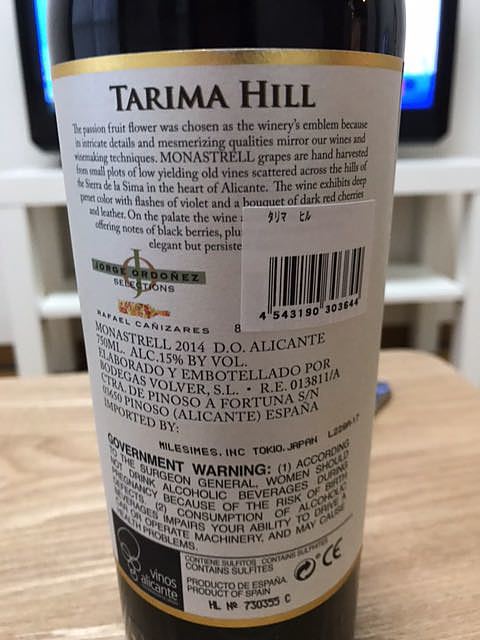 TARIMA HILL
The passion fruit flower was chosen as the winery's emblem because
its intricate details and mesmerizing qualities mirror our wines and
winemaking techniques. MONASTRELL grapes are hand harvested
from small plots of low yielding old vines scattered across the hills of
the Sierra de la Sima in the heart of Alicante. The wine exhibits deep
color with flashes of violet and a bouquet of dark red cherries
and leather. On the palate the wine
offering notes of black berries,
elegant but
タリマ ヒル
4 543190 303644
JORGE ORDOÑEZ
SELECTIONS
RAFAEL CAÑIZARES
8
MONASTRELL 2014 D.O. ALICANTE
750ML. ALC.15% BY VOL.
ELABORADO Y EMBOTELLADO POR
BODEGAS VOLVER, S.L. · R.E. 013811/A
CTRA. DE PINOSO A FORTUNA S/N
03650 PINOSO (ALICANTE) ESPAÑA
IMPORTED BY:
MILESIMES, INC TOKIO, JAPAN
GOVERNMENT WARNING: (1) ACCORDING
TO THE SURGEON GENERAL, WOMEN SHOULD
NOT DRINK ALCOHOLIC BEVERAGES DURING
PREGNANCY BECAUSE OF THE RISK OF BIRTH
DEFECTS. (2) CONSUMPTION OF ALCOHOLIC
BEVERAGES IMPAIRS YOUR ABILITY TO DRIVE A
CAR OR OPERATE MACHINERY, AND MAY CAUSE
HEALTH PROBLEMS.
vinos
alicante
CONTIENE SULFITOS CONTAINS SULPHITES
CONTAINS SULFITES
CE
PRODUCTO DE ESPAÑA
PRODUCT OF SPAIN
HL Nº 730355 C